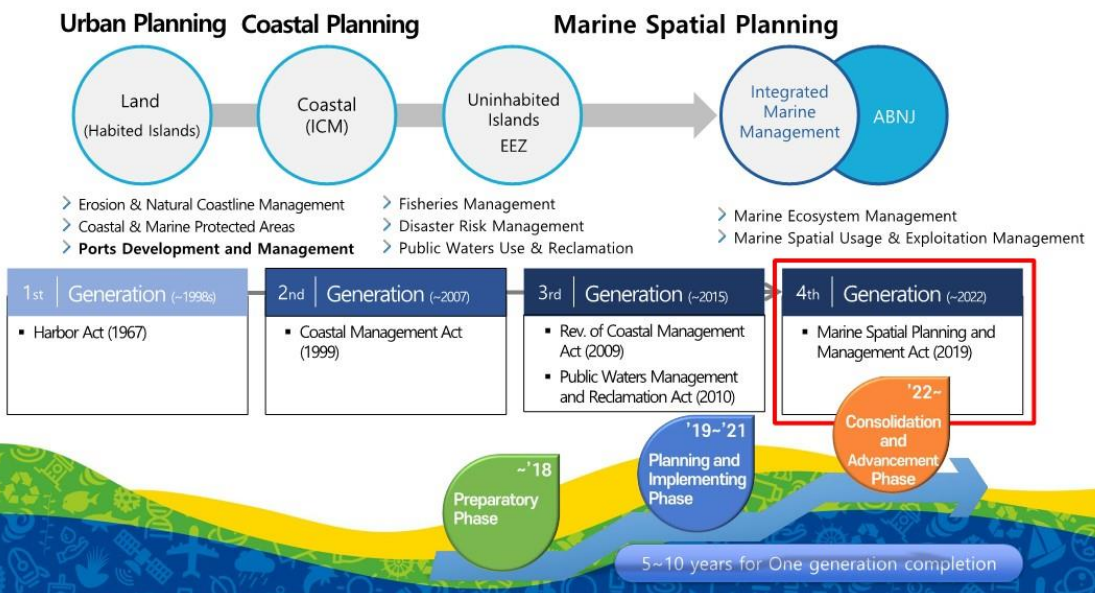 Urban Planning
Coastal Planning
Marine Spatial Planning
Land
(Habited Islands)
Coastal
(ICM)
Uninhabited
Islands
EEZ
Integrated
Marine
Management
ABNJ
Erosion & Natural Coastline Management
Coastal & Marine Protected Areas
Ports Development and Management
Fisheries Management
Disaster Risk Management
Public Waters Use & Reclamation
Marine Ecosystem Management
Marine Spatial Usage & Exploitation Management
1st Generation (~1998s)
▪ Harbor Act (1967)
2nd Generation (~2007)
▪ Coastal Management Act
(1999)
3rd Generation (~2015)
▪ Rev. of Coastal Management
Act (2009)
▪ Public Waters Management
and Reclamation Act (2010)
4th Generation (~2022)
▪ Marine Spatial Planning and
Management Act (2019)
~'18
Preparatory
Phase
'19~'21
Planning and
Implementing
Phase
'22~
Consolidation
and
Advancement
Phase
5~10 years for One generation completion